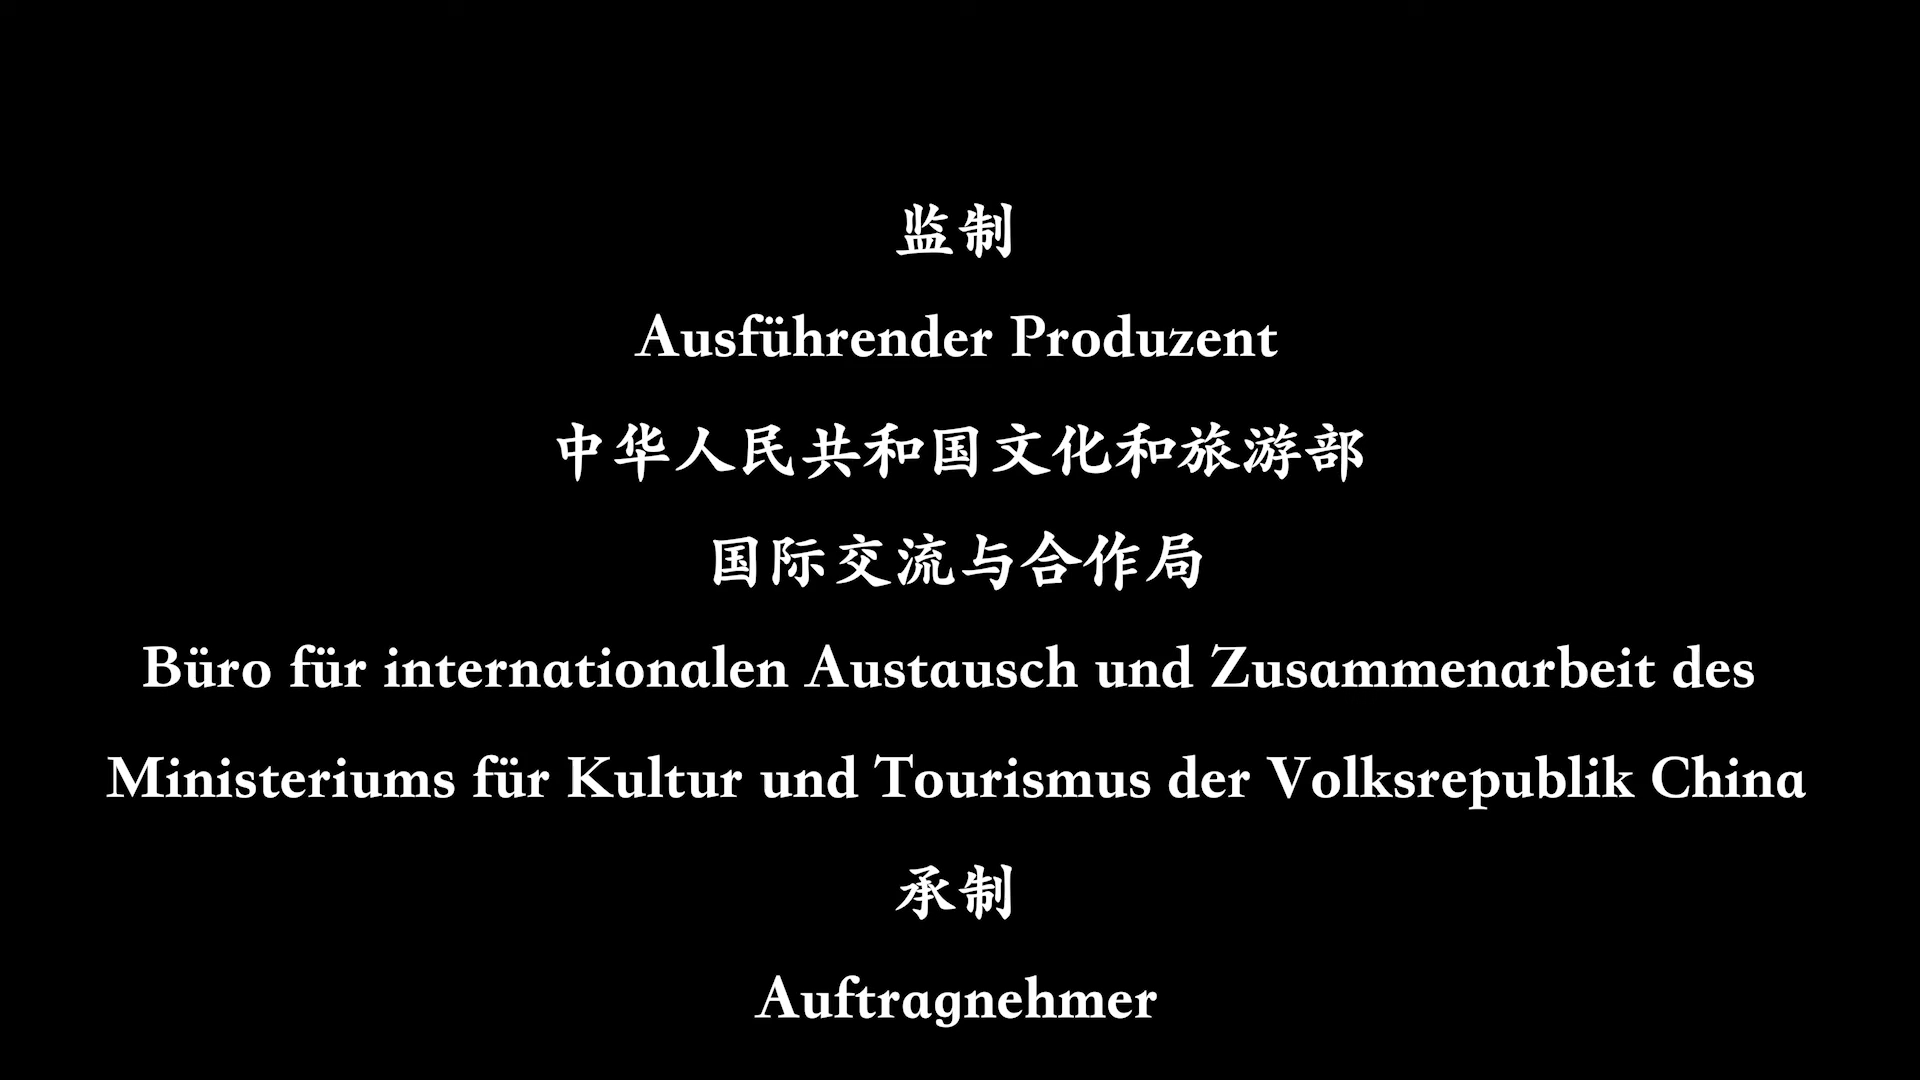 监制
Ausführender Produzent
中华人民共和国文化和旅游部
国际交流与合作局
Büro für internationalen Austausch und Zusammenarbeit des
Ministeriums für Kultur und Tourismus der Volksrepublik China
承制
Auftragnehmer